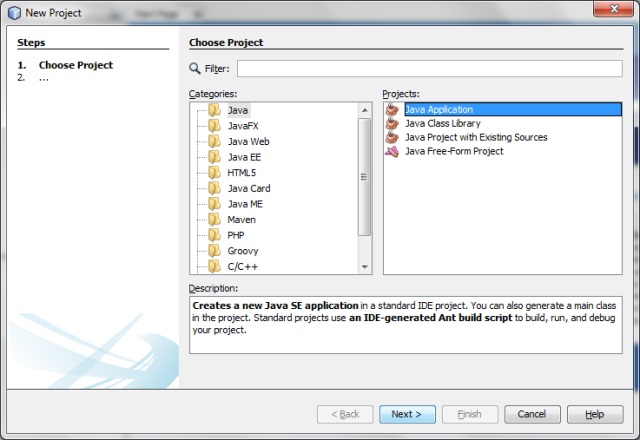 New Project
Steps
1. Choose Project
2. ...
Choose Project
Filter:
Categories:
Java
JavaFX
Java Web
Java EE
HTML5
Java Card
Java ME
Maven
PHP
Groovy
C/C++
Projects:
Java Application
Java Class Library
Java Project with Existing Sources
Java Free-Form Project
Description:
Creates a new Java SE application in a standard IDE project. You can also generate a main class
in the project. Standard projects use an IDE-generated Ant build script to build, run, and debug
your project.
< Back
Next >
Finish
Cancel
Help